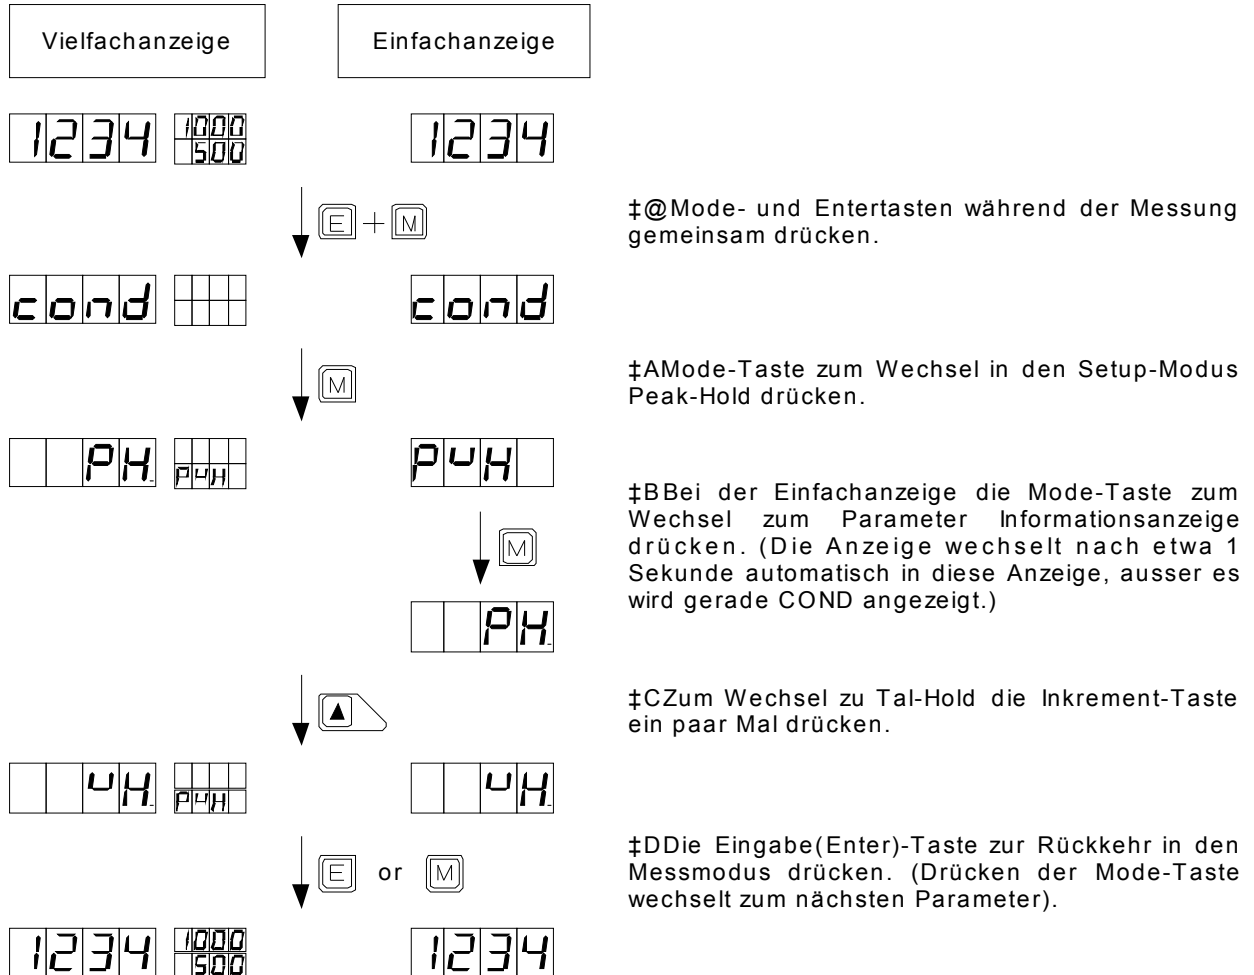 Vielfachanzeige
Einfachanzeige
1234 1000 1234
500
E + M
‡@Mode- und Entertasten während der Messung
gemeinsam drücken.
cond cond
M
‡AMode-Taste zum Wechsel in den Setup-Modus
Peak-Hold drücken.
PH. PvH PvH
M
‡BBei der Einfachanzeige die Mode-Taste zum
Wechsel zum Parameter Informationsanzeige
drücken. (Die Anzeige wechselt nach etwa 1
Sekunde automatisch in diese Anzeige, ausser es
wird gerade COND angezeigt.)
PH.
‡CZum Wechsel zu Tal-Hold die Inkrement-Taste
ein paar Mal drücken.
vH. PvH vH.
E or M
‡DDie Eingabe(Enter)-Taste zur Rückkehr in den
Messmodus drücken. (Drücken der Mode-Taste
wechselt zum nächsten Parameter).
1234 1000 1234
500